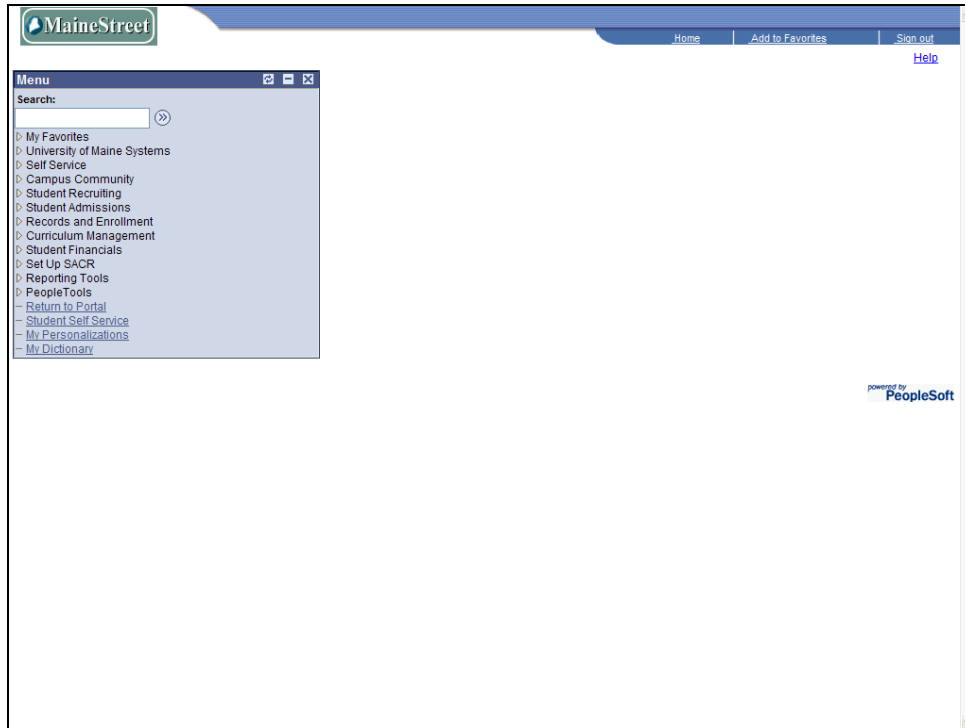 MaineStreet
Home Add to Favorites Sign out
Help
Menu
Search:
My Favorites
University of Maine Systems
Self Service
Campus Community
Student Recruiting
Student Admissions
Records and Enrollment
Curriculum Management
Student Financials
Set Up SACR
Reporting Tools
PeopleTools
Return to Portal
Student Self Service
My Personalizations
My Dictionary
powered by
PeopleSoft